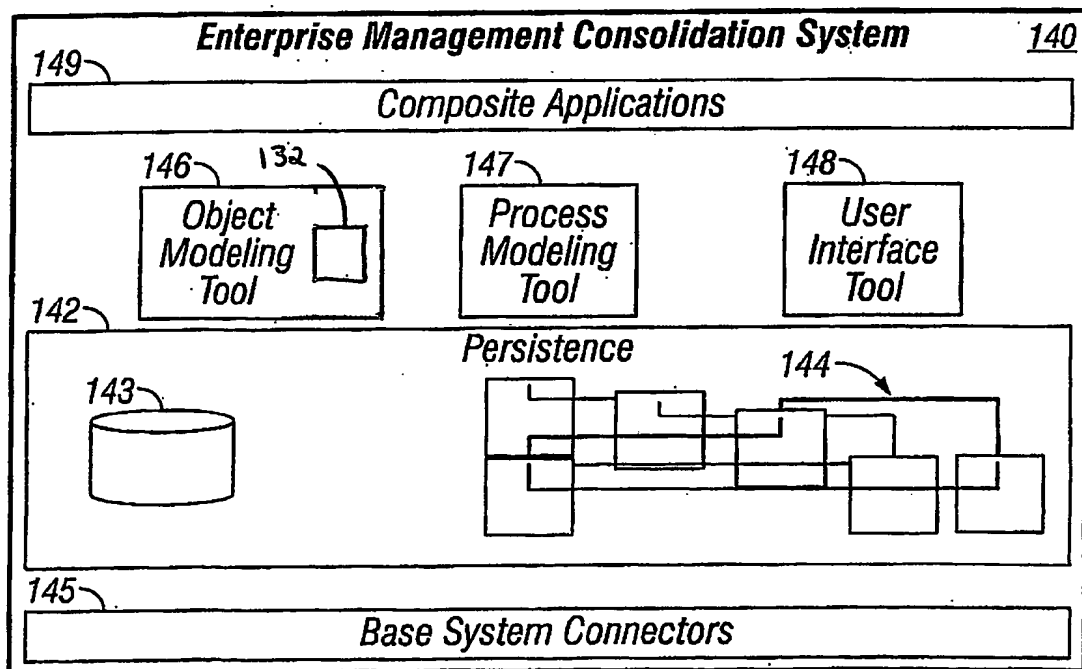 Enterprise Management Consolidation System 140
149
Composite Applications
146 132 147 148
Object Modeling Tool
Process Modeling Tool
User Interface Tool
142
Persistence
143 144
145
Base System Connectors